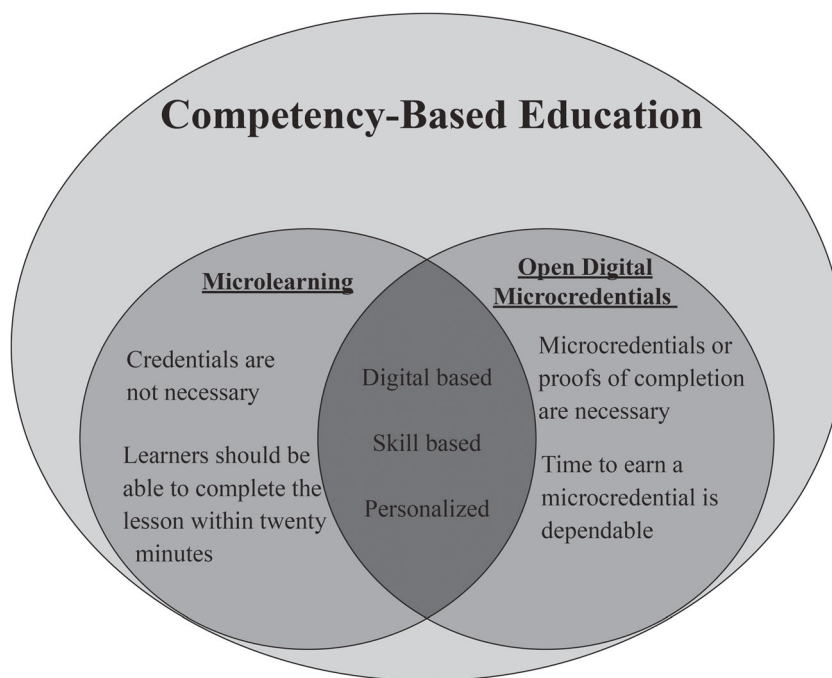 Competency-Based Education
Microlearning
Credentials are
not necessary
Learners should be
able to complete the
lesson within twenty
minutes
Digital based
Skill based
Personalized
Open Digital
Microcredentials
Microcredentials or
proofs of completion
are necessary
Time to earn a
microcredential is
dependable